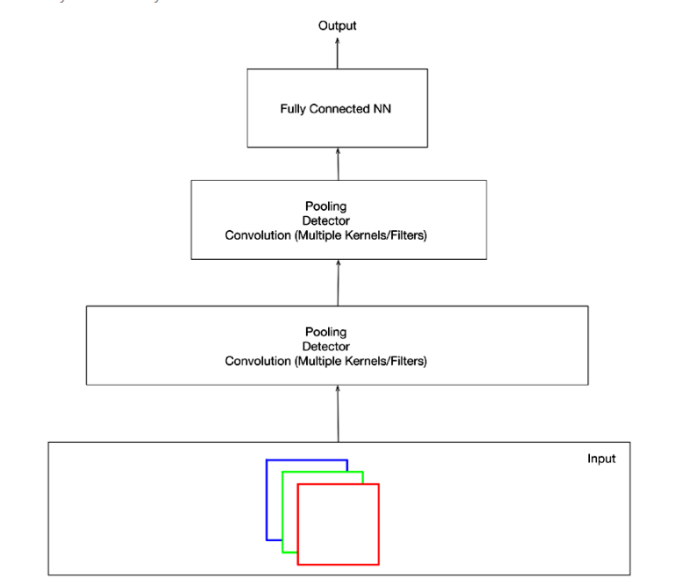 Output
Fully Connected NN
Pooling
Detector
Convolution (Multiple Kernels/Filters)
Pooling
Detector
Convolution (Multiple Kernels/Filters)
Input